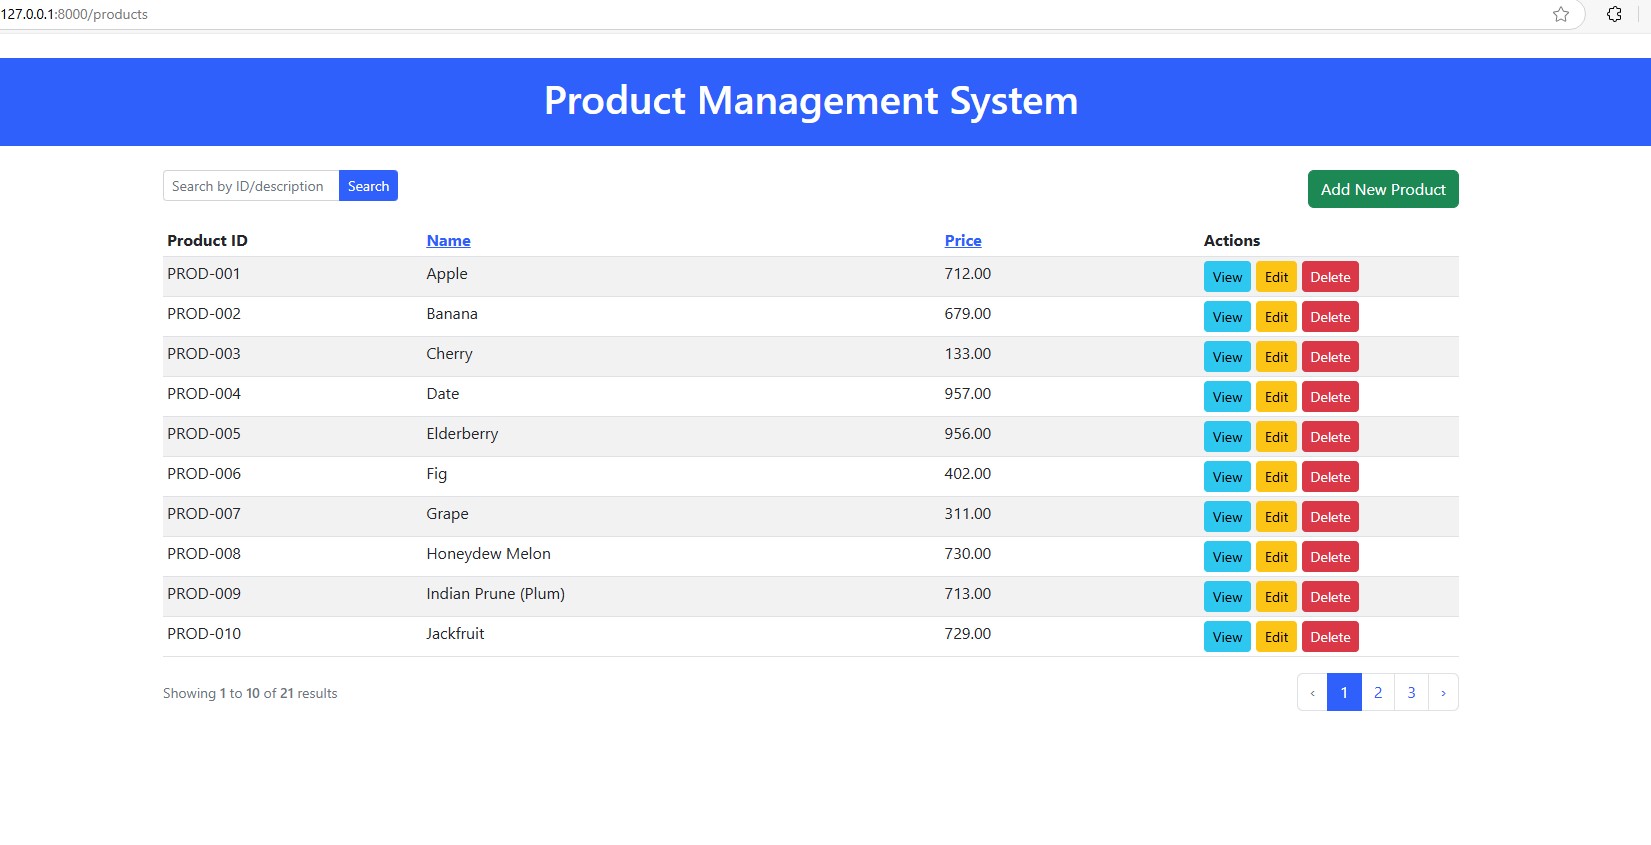 127.0.0.1:8000/products
Product Management System
Search by ID/description Search Add New Product
Product ID Name Price Actions
PROD-001 Apple 712.00 View Edit Delete
PROD-002 Banana 679.00 View Edit Delete
PROD-003 Cherry 133.00 View Edit Delete
PROD-004 Date 957.00 View Edit Delete
PROD-005 Elderberry 956.00 View Edit Delete
PROD-006 Fig 402.00 View Edit Delete
PROD-007 Grape 311.00 View Edit Delete
PROD-008 Honeydew Melon 730.00 View Edit Delete
PROD-009 Indian Prune (Plum) 713.00 View Edit Delete
PROD-010 Jackfruit 729.00 View Edit Delete
Showing 1 to 10 of 21 results ‹ 1 2 3 ›